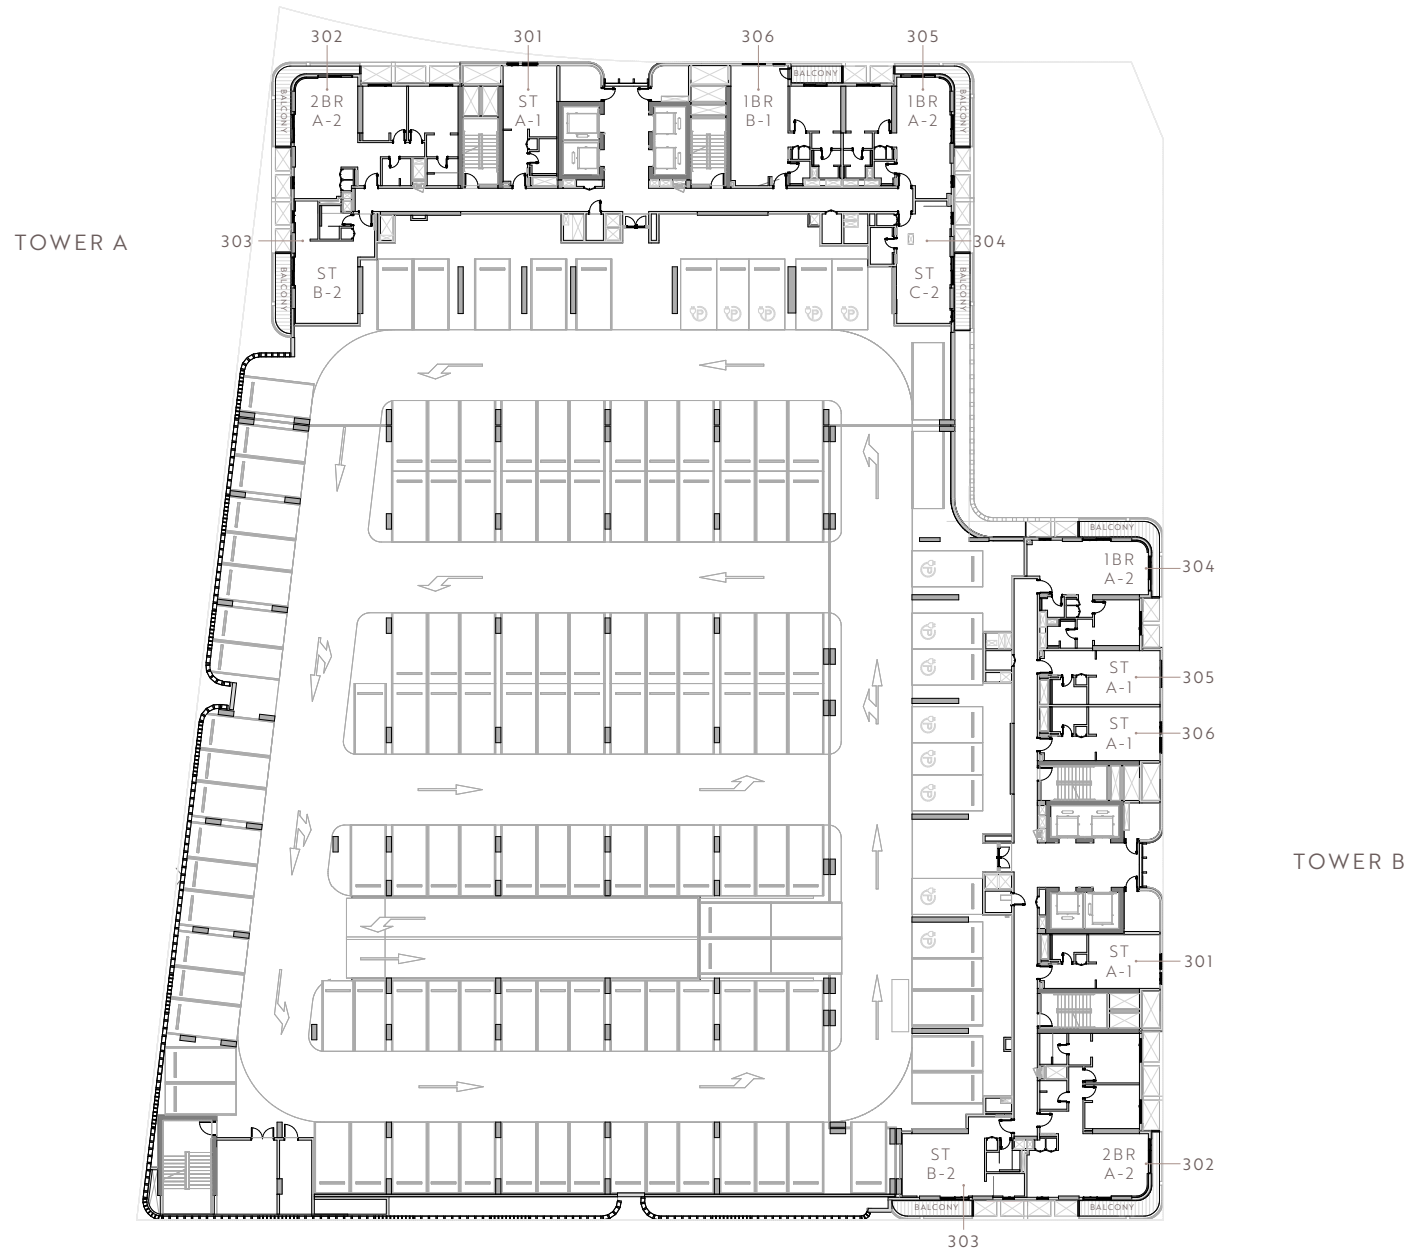 302
301
306
305
2BR
A-2
ST
A-1
1BR
B-1
BALCONY
1BR
A-2
BALCONY
BALCONY
TOWER A
303
304
ST
B-2
ST
C-2
BALCONY
BALCONY
P
P
P
P
P
BALCONY
1BR
A-2
304
P
P
P
ST
A-1
305
ST
A-1
306
P
P
P
TOWER B
P
P
ST
A-1
301
ST
B-2
2BR
A-2
302
BALCONY
BALCONY
303